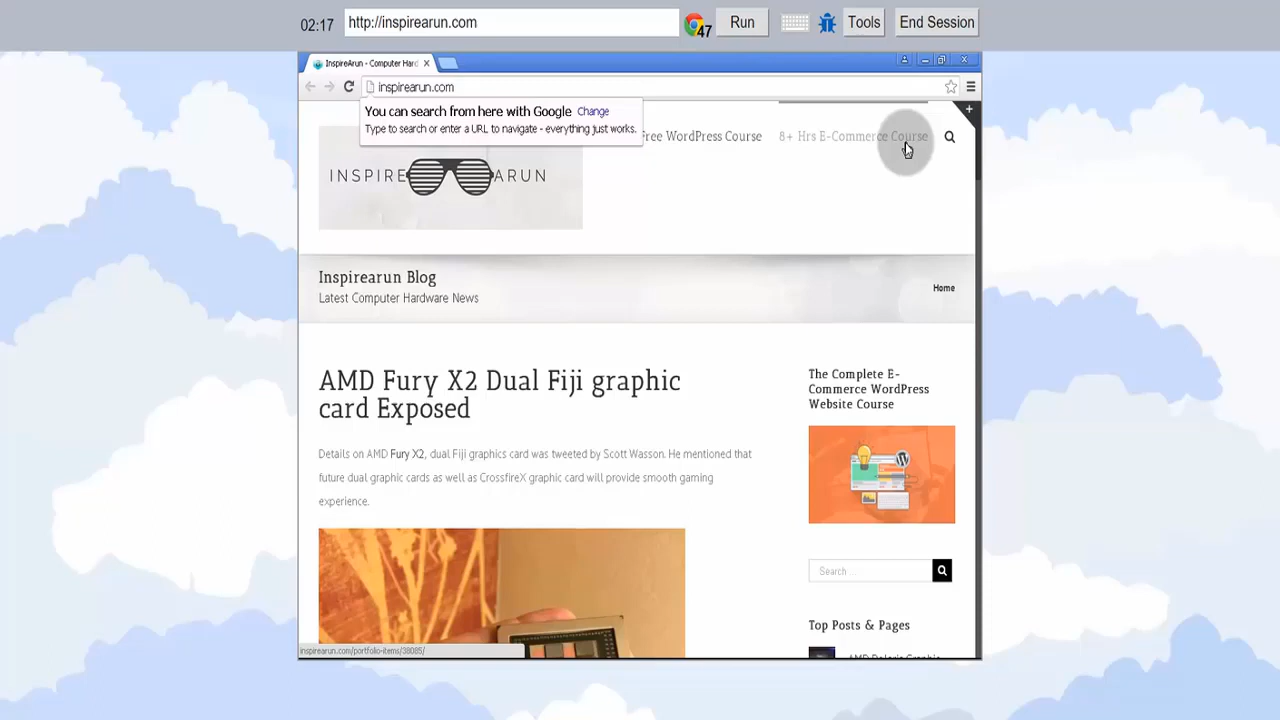 02:17
http://inspirearun.com
47
Run
Tools
End Session
InspireArun - Computer Hard
inspirearun.com
You can search from here with Google Change
Type to search or enter a URL to navigate - everything just works.
ree WordPress Course
8+ Hrs E-Commerce Course
INSPIRE ARUN
Inspirearun Blog
Latest Computer Hardware News
Home
AMD Fury X2 Dual Fiji graphic
card Exposed
Details on AMD Fury X2, dual Fiji graphics card was tweeted by Scott Wasson. He mentioned that
future dual graphic cards as well as CrossfireX graphic card will provide smooth gaming
experience.
The Complete E-
Commerce WordPress
Website Course
Search ...
Top Posts & Pages
inspirearun.com/portfolio-items/38085/